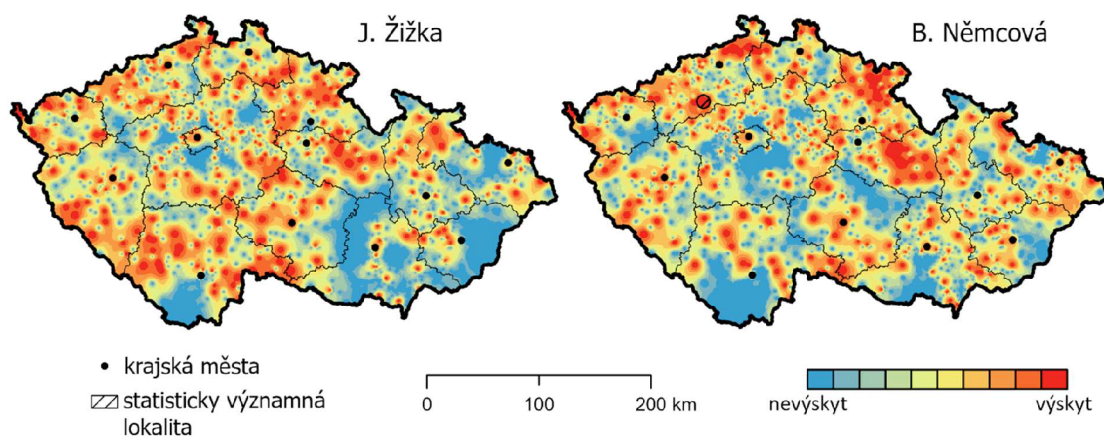 J. Žižka
B. Němcová
krajská města
statisticky významná
lokalita
0 100 200 km
nevýskyt výskyt